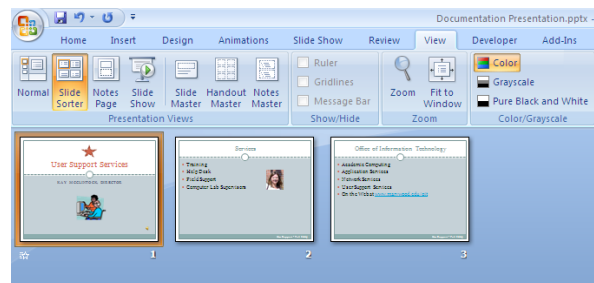 Documentation Presentation.pptx -
Home Insert Design Animations Slide Show Review View Developer Add-Ins
Normal Slide Sorter Notes Page Slide Show
Slide Master Handout Master Notes Master
Presentation Views
Ruler
Gridlines
Message Bar
Show/Hide
Zoom Fit to Window
Zoom
Color
Grayscale
Pure Black and White
Color/Grayscale
User Support Services
DIRECTOR
1
Services
Training
Help Desk
Field Support
Computer Lab Supervisors
2
Office of Information Technology
Academic Computing
Application Services
Network Services
User Support Services
On the Web at
3